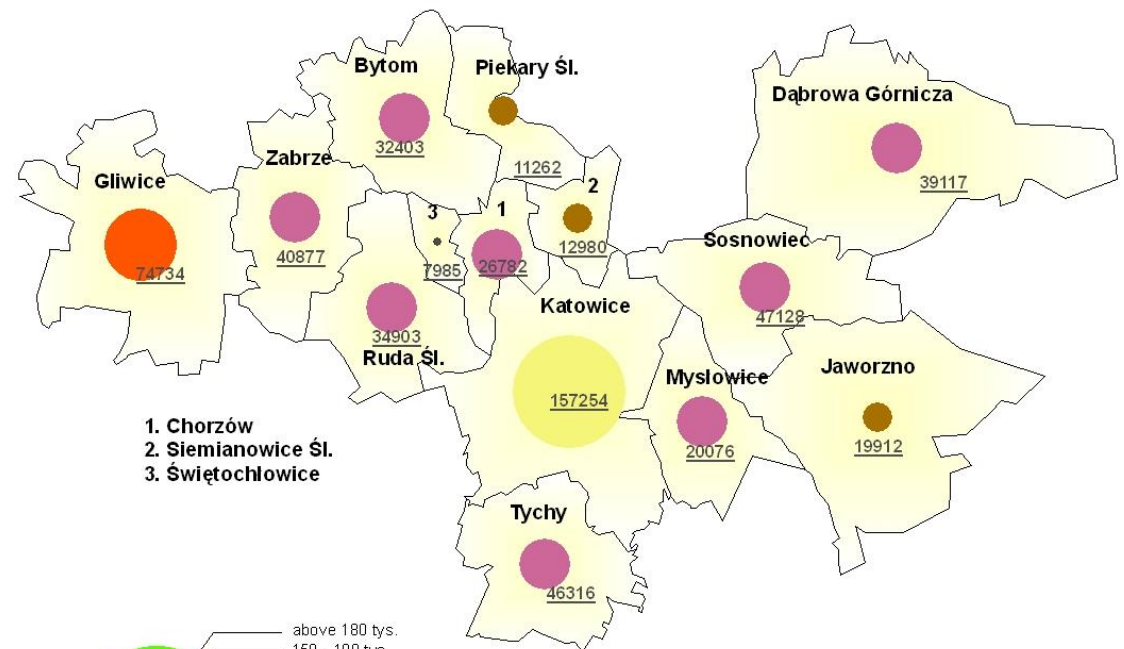 Bytom
32403
Piekary Śl.
11262
Dąbrowa Górnicza
39117
Zabrze
40877
Gliwice
74734
2
12980
1
26782
3
7985
Sosnowiec
47128
Katowice
157254
34903
Ruda Śl.
Myslowice
20076
Jaworzno
19912
1. Chorzów
2. Siemianowice Śl.
3. Świętochlowice
Tychy
46316
above 180 tys.